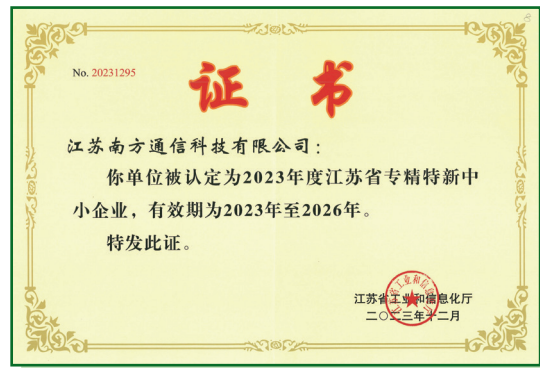 No. 20231295
证 书
江苏南方通信科技有限公司：
你单位被认定为2023年度江苏省专精特新中
小企业，有效期为2023年至2026年。
特发此证。
江苏省工业和信息化厅
二〇二三年十二月